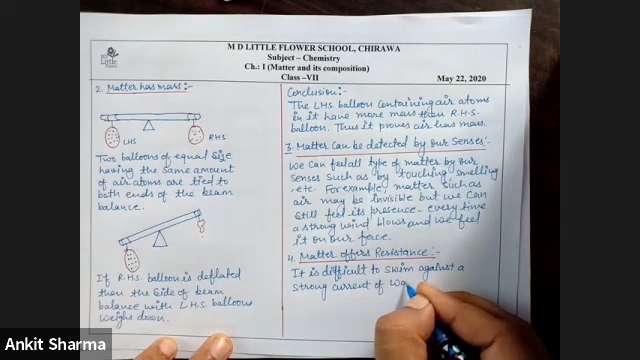 M D LITTLE FLOWER SCHOOL, CHIRAWA
Subject – Chemistry
Ch.: I (Matter and its composition)
Class –VII
May 22, 2020
Little
2. Matter has mass:-
LHS
RHS
Two balloons of equal size
having the same amount
of air atoms are tied to
both ends of the beam
balance.
If R.H.S. balloon is deflated
then the side of beam
balance with L.H.S. balloons
weighs down.
Conclusion:-
The LHS balloon containing air atoms
in it have more mass than R.H.S.
balloon. Thus it proves air has mass.
3. Matter Can be detected by our Senses:-
We can feel all type of matter by our
senses such as by touching, smelling
, etc. For example, matter such as
air may be invisible but we can
still feel its presence – every time
a strong wind blows and we feel
it on our face.
4. Matter offers Resistance:-
It is difficult to swim against a
strong current of wa
Ankit Sharma